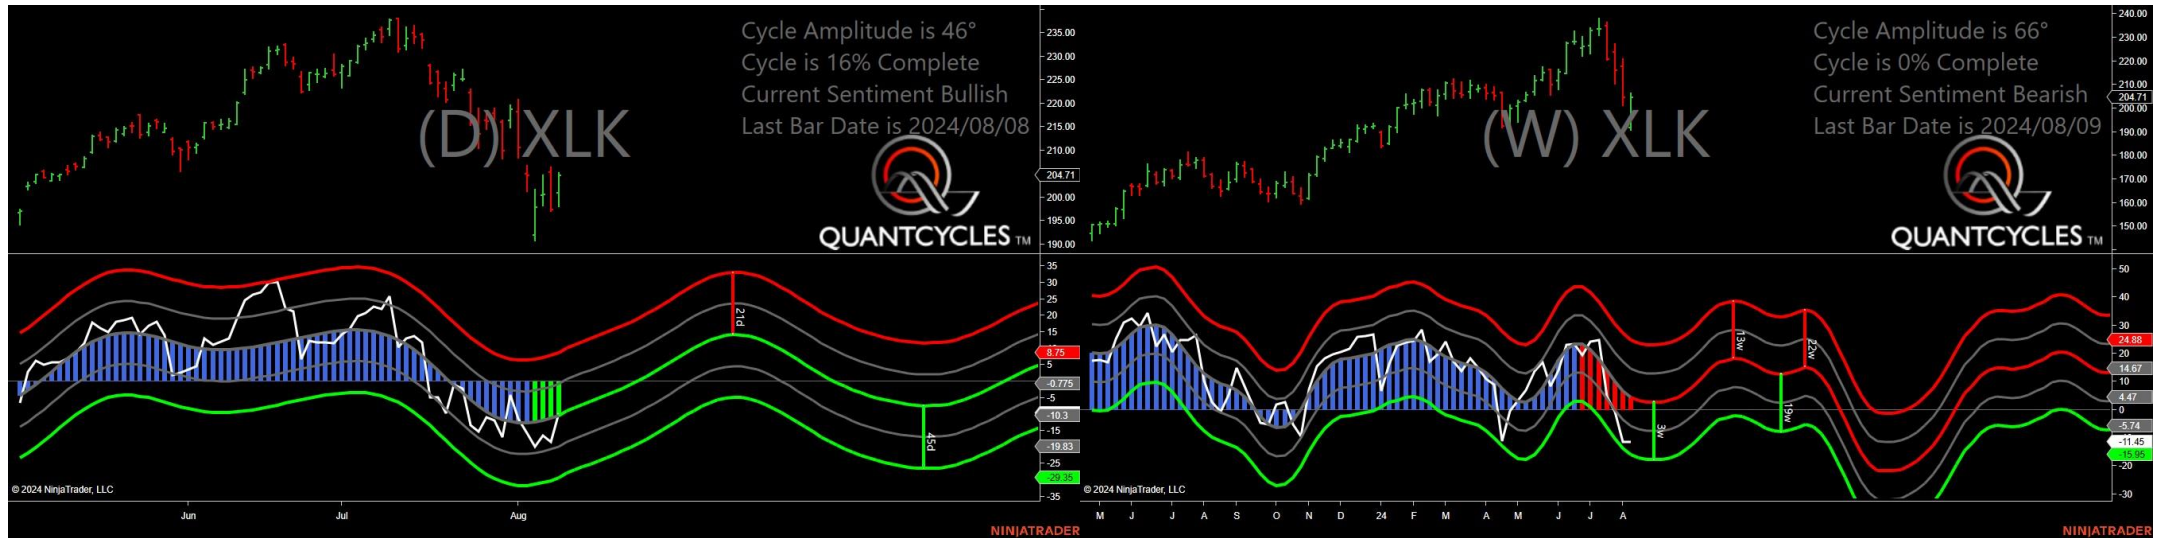 Cycle Amplitude is 46°
Cycle is 16% Complete
Current Sentiment Bullish
Last Bar Date is 2024/08/08
(D) XLK
QUANTCYCLES TM
235.00
230.00
225.00
220.00
215.00
210.00
204.71
200.00
195.00
190.00
35
30
25
20
15
8.75
5
-0.775
-5
-10.3
-15
-19.83
-25
-29.35
-35
21d
45d
© 2024 NinjaTrader, LLC
Jun
Jul
Aug
NINJATRADER
Cycle Amplitude is 66°
Cycle is 0% Complete
Current Sentiment Bearish
Last Bar Date is 2024/08/09
(W) XLK
QUANTCYCLES TM
240.00
230.00
220.00
210.00
204.71
200.00
190.00
180.00
170.00
160.00
150.00
50
40
30
24.88
20
14.67
10
4.47
0
-5.74
-11.45
-15.95
-20
-30
3w
13w
19w
22w
© 2024 NinjaTrader, LLC
M J J A S O N D 24 F M A M J J A
NINJATRADER